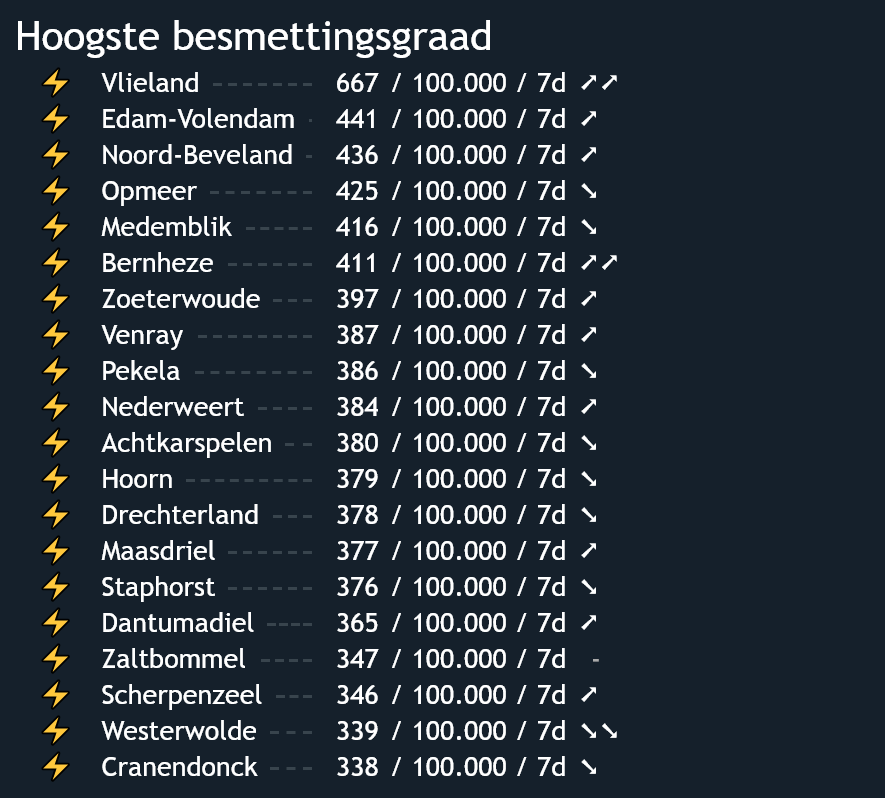 Hoogste besmettingsgraad
⚡ Vlieland ------- 667 / 100.000 / 7d ➚➚
⚡ Edam-Volendam - 441 / 100.000 / 7d ➚
⚡ Noord-Beveland - 436 / 100.000 / 7d ➚
⚡ Opmeer ------- 425 / 100.000 / 7d ➘
⚡ Medemblik ----- 416 / 100.000 / 7d ➘
⚡ Bernheze ------ 411 / 100.000 / 7d ➚➚
⚡ Zoeterwoude --- 397 / 100.000 / 7d ➚
⚡ Venray -------- 387 / 100.000 / 7d ➚
⚡ Pekela -------- 386 / 100.000 / 7d ➘
⚡ Nederweert ---- 384 / 100.000 / 7d ➚
⚡ Achtkarspelen -- 380 / 100.000 / 7d ➘
⚡ Hoorn --------- 379 / 100.000 / 7d ➘
⚡ Drechterland --- 378 / 100.000 / 7d ➘
⚡ Maasdriel ------ 377 / 100.000 / 7d ➚
⚡ Staphorst ------ 376 / 100.000 / 7d ➘
⚡ Dantumadiel ---- 365 / 100.000 / 7d ➚
⚡ Zaltbommel ---- 347 / 100.000 / 7d -
⚡ Scherpenzeel --- 346 / 100.000 / 7d ➚
⚡ Westerwolde --- 339 / 100.000 / 7d ➘➘
⚡ Cranendonck --- 338 / 100.000 / 7d ➘